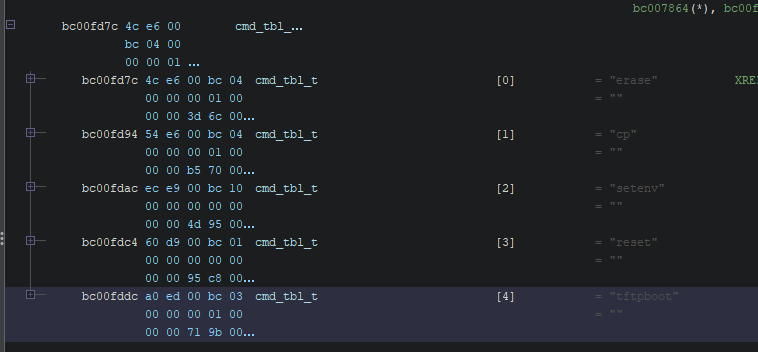 bc007864(*), bc00f
bc00fd7c 4c e6 00 cmd_tbl_...
bc 04 00
00 00 01 ...
bc00fd7c 4c e6 00 bc 04 cmd_tbl_t [0] = "erase" XREF
00 00 00 01 00 = ""
00 00 3d 6c 00...
bc00fd94 54 e6 00 bc 04 cmd_tbl_t [1] = "cp"
00 00 00 01 00 = ""
00 00 b5 70 00...
bc00fdac ec e9 00 bc 10 cmd_tbl_t [2] = "setenv"
00 00 00 00 00 = ""
00 00 4d 95 00...
bc00fdc4 60 d9 00 bc 01 cmd_tbl_t [3] = "reset"
00 00 00 00 00 = ""
00 00 95 c8 00...
bc00fddc a0 ed 00 bc 03 cmd_tbl_t [4] = "tftpboot"
00 00 00 01 00 = ""
00 00 71 9b 00...